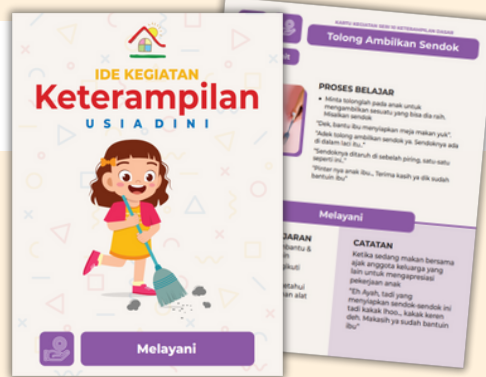 IDE KEGIATAN
Keterampilan
USIA DINI
Melayani
KARTU KEGIATAN SERI 10 KETERAMPILAN DASAR
Tolong Ambilkan Sendok
PROSES BELAJAR
• Minta tolonglah pada anak untuk
mengambilkan sesuatu yang bisa dia raih.
Misalkan sendok
"Dek, bantu ibu menyiapkan meja makan yuk".
"Adek tolong ambilkan sendok ya. Sendoknya ada
di dalam laci itu.."
"Sendoknya ditaruh di sebelah piring, satu-satu
seperti ini.."
"Pinter nya anak ibu... Terima kasih ya dik sudah
bantuin ibu"
Melayani
CATATAN
Ketika sedang makan bersama
ajak anggota keluarga yang
lain untuk mengapresiasi
pekerjaan anak
"Eh Ayah, tadi yang
menyiapkan sendok-sendok ini
tadi kakak lhoo.., kakak keren
deh. Makasih ya sudah bantuin
ibu"